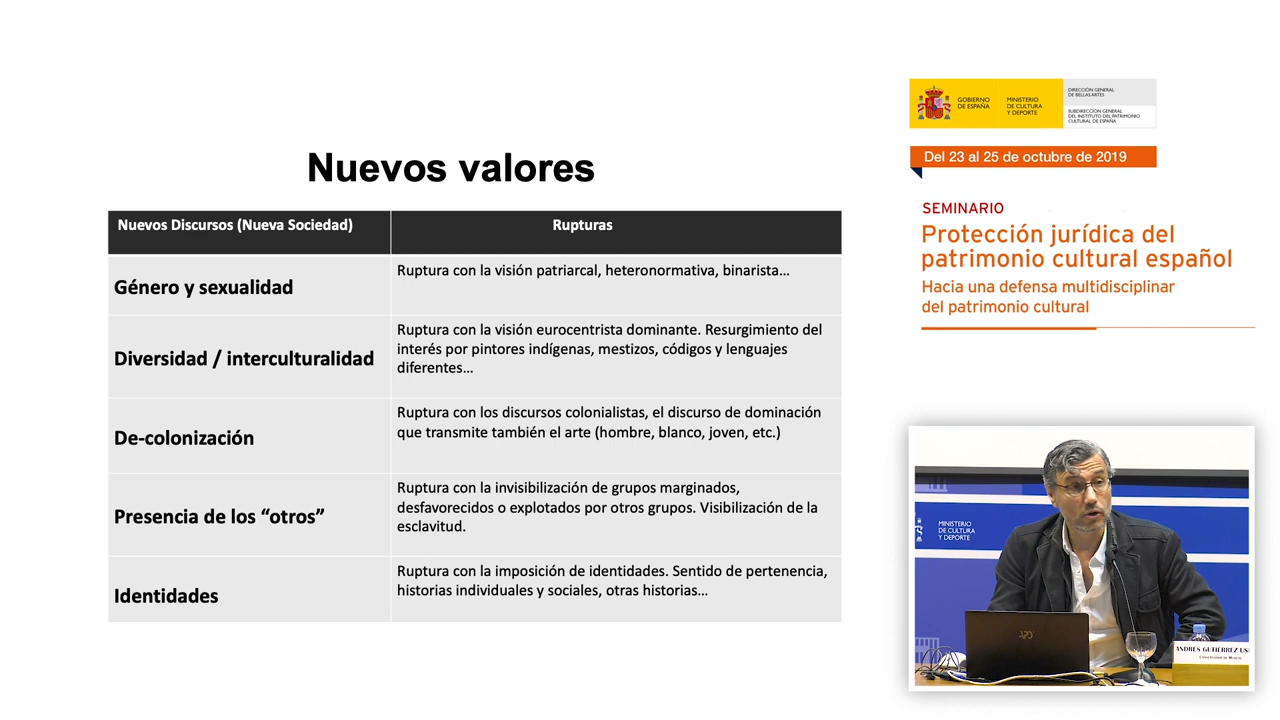 Nuevos valores
Nuevos Discursos (Nueva Sociedad)
Rupturas
Género y sexualidad
Ruptura con la visión patriarcal, heteronormativa, binarista...
Diversidad / interculturalidad
Ruptura con la visión eurocentrista dominante. Resurgimiento del
interés por pintores indígenas, mestizos, códigos y lenguajes
diferentes...
De-colonización
Ruptura con los discursos colonialistas, el discurso de dominación
que transmite también el arte (hombre, blanco, joven, etc.)
Presencia de los “otros”
Ruptura con la invisibilización de grupos marginados,
desfavorecidos o explotados por otros grupos. Visibilización de la
esclavitud.
Identidades
Ruptura con la imposición de identidades. Sentido de pertenencia,
historias individuales y sociales, otras historias...
GOBIERNO
DE ESPAÑA
MINISTERIO
DE CULTURA
Y DEPORTE
DIRECCIÓN GENERAL
DE BELLAS ARTES
SUBDIRECCIÓN GENERAL
DEL INSTITUTO DEL PATRIMONIO
CULTURAL DE ESPAÑA
Del 23 al 25 de octubre de 2019
SEMINARIO
Protección jurídica del
patrimonio cultural español
Hacia una defensa multidisciplinar
del patrimonio cultural
MINISTERIO
DE CULTURA
Y DEPORTE
ANDRÉS GUTIÉRREZ US
CONSERVADOR DE MUSEOS